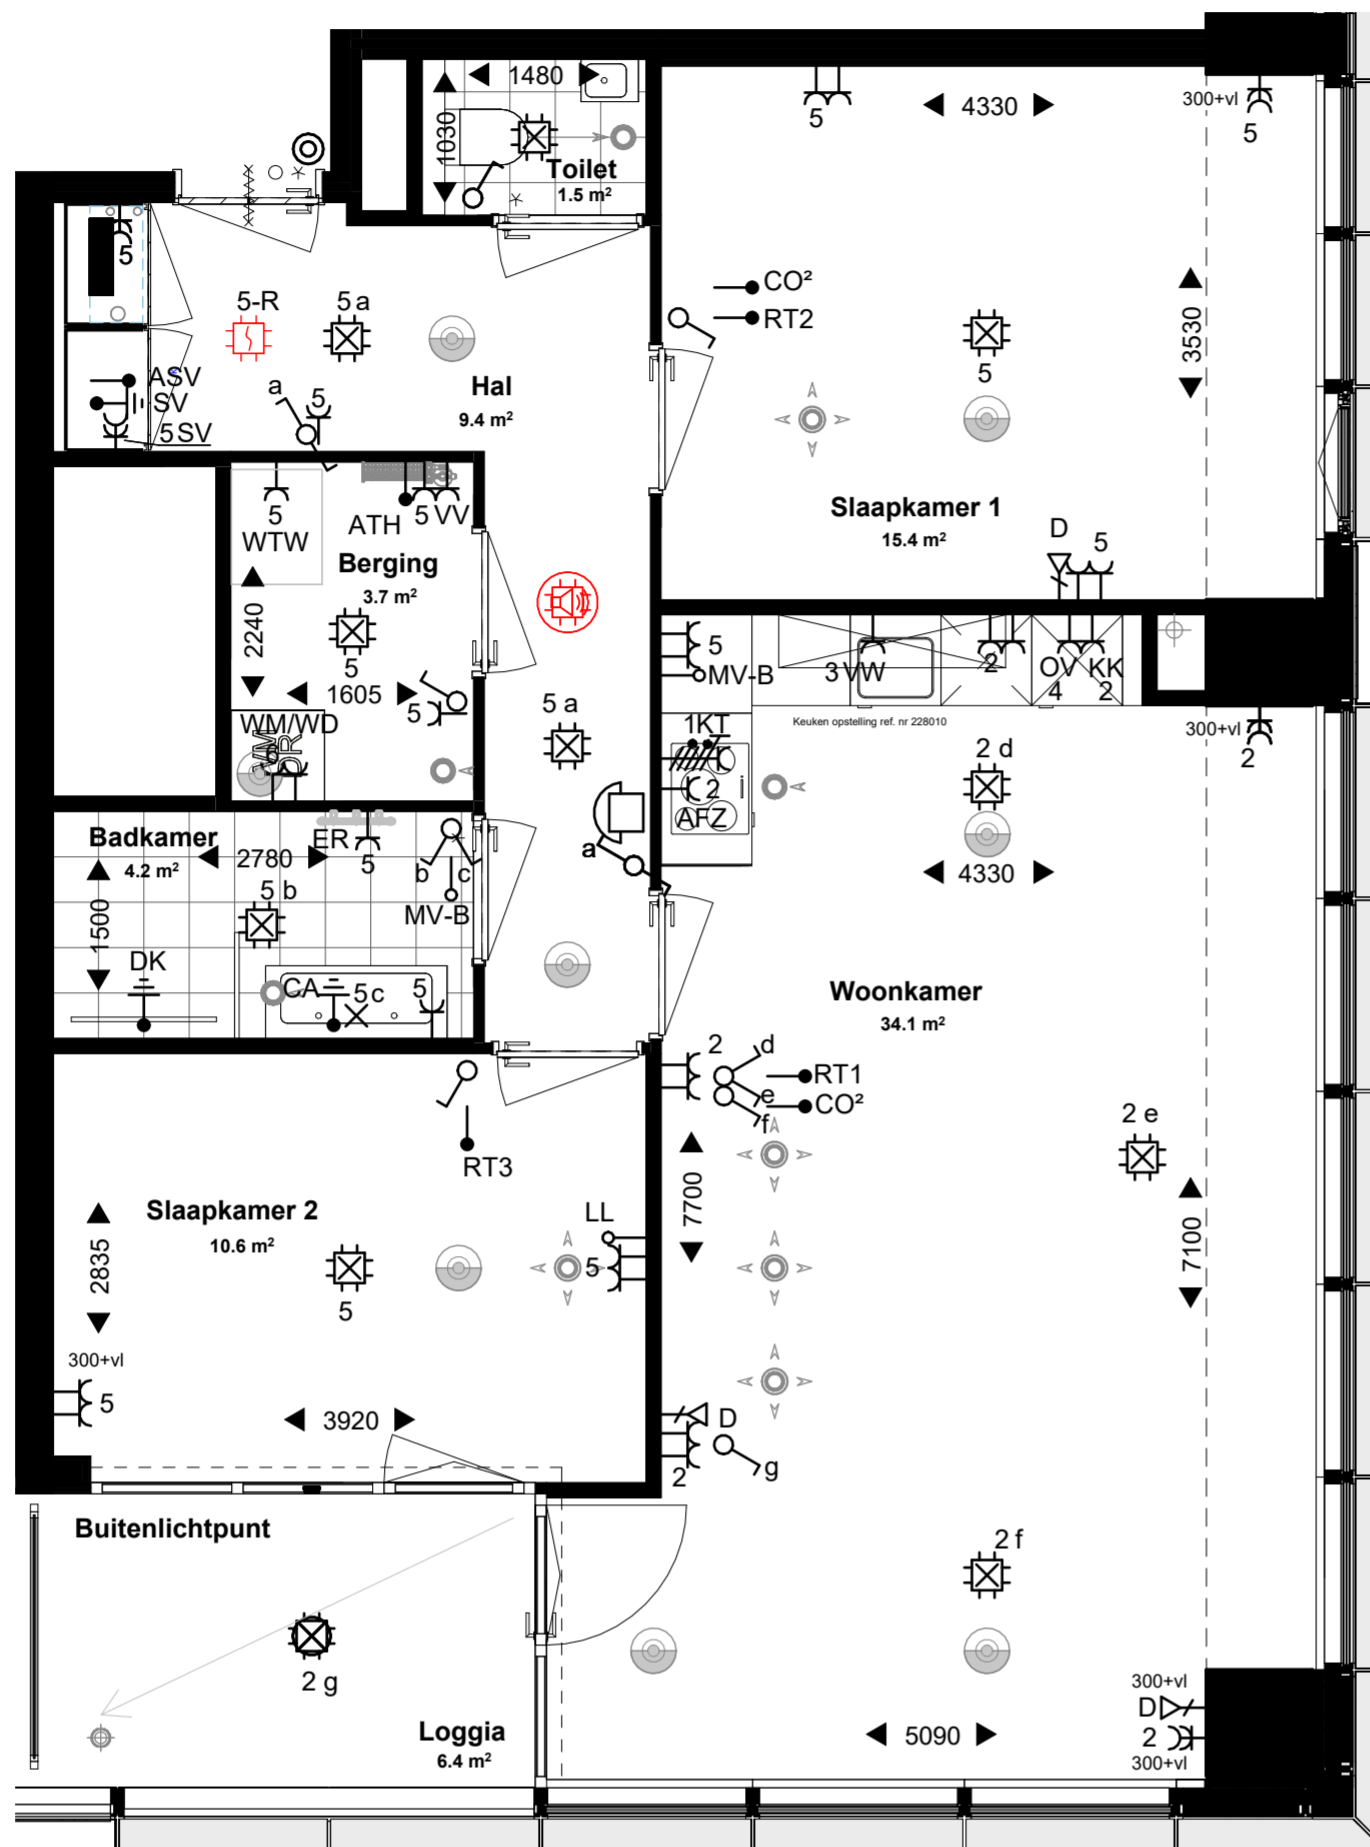 1480
1030
Toilet
1.5 m²
5
4330
300+vl
5
5
5-R
5 a
CO²
RT2
5
3530
Hal
9.4 m²
ASV
SV
5 SV
a
5
5
WTW
ATH
5 VV
Berging
3.7 m²
2240
5
1605
5
WM/WD
WM
DR
6
Slaapkamer 1
15.4 m²
D
5
5
MV-B
3 VW
2
OV
4
KK
2
Keuken opstelling ref. nr 228010
300+vl
2
1KT
2
AFZ
5 a
2 d
4330
a
Badkamer
4.2 m²
2780
ER
5
b
c
MV-B
1500
5 b
DK
CA
5 c
5
Woonkamer
34.1 m²
2
d
e
f
RT1
CO²
2 e
7700
7100
RT3
Slaapkamer 2
10.6 m²
LL
5
2835
5
300+vl
5
3920
D
2
g
Buitenlichtpunt
2 g
Loggia
6.4 m²
2 f
5090
300+vl
D
2
300+vl